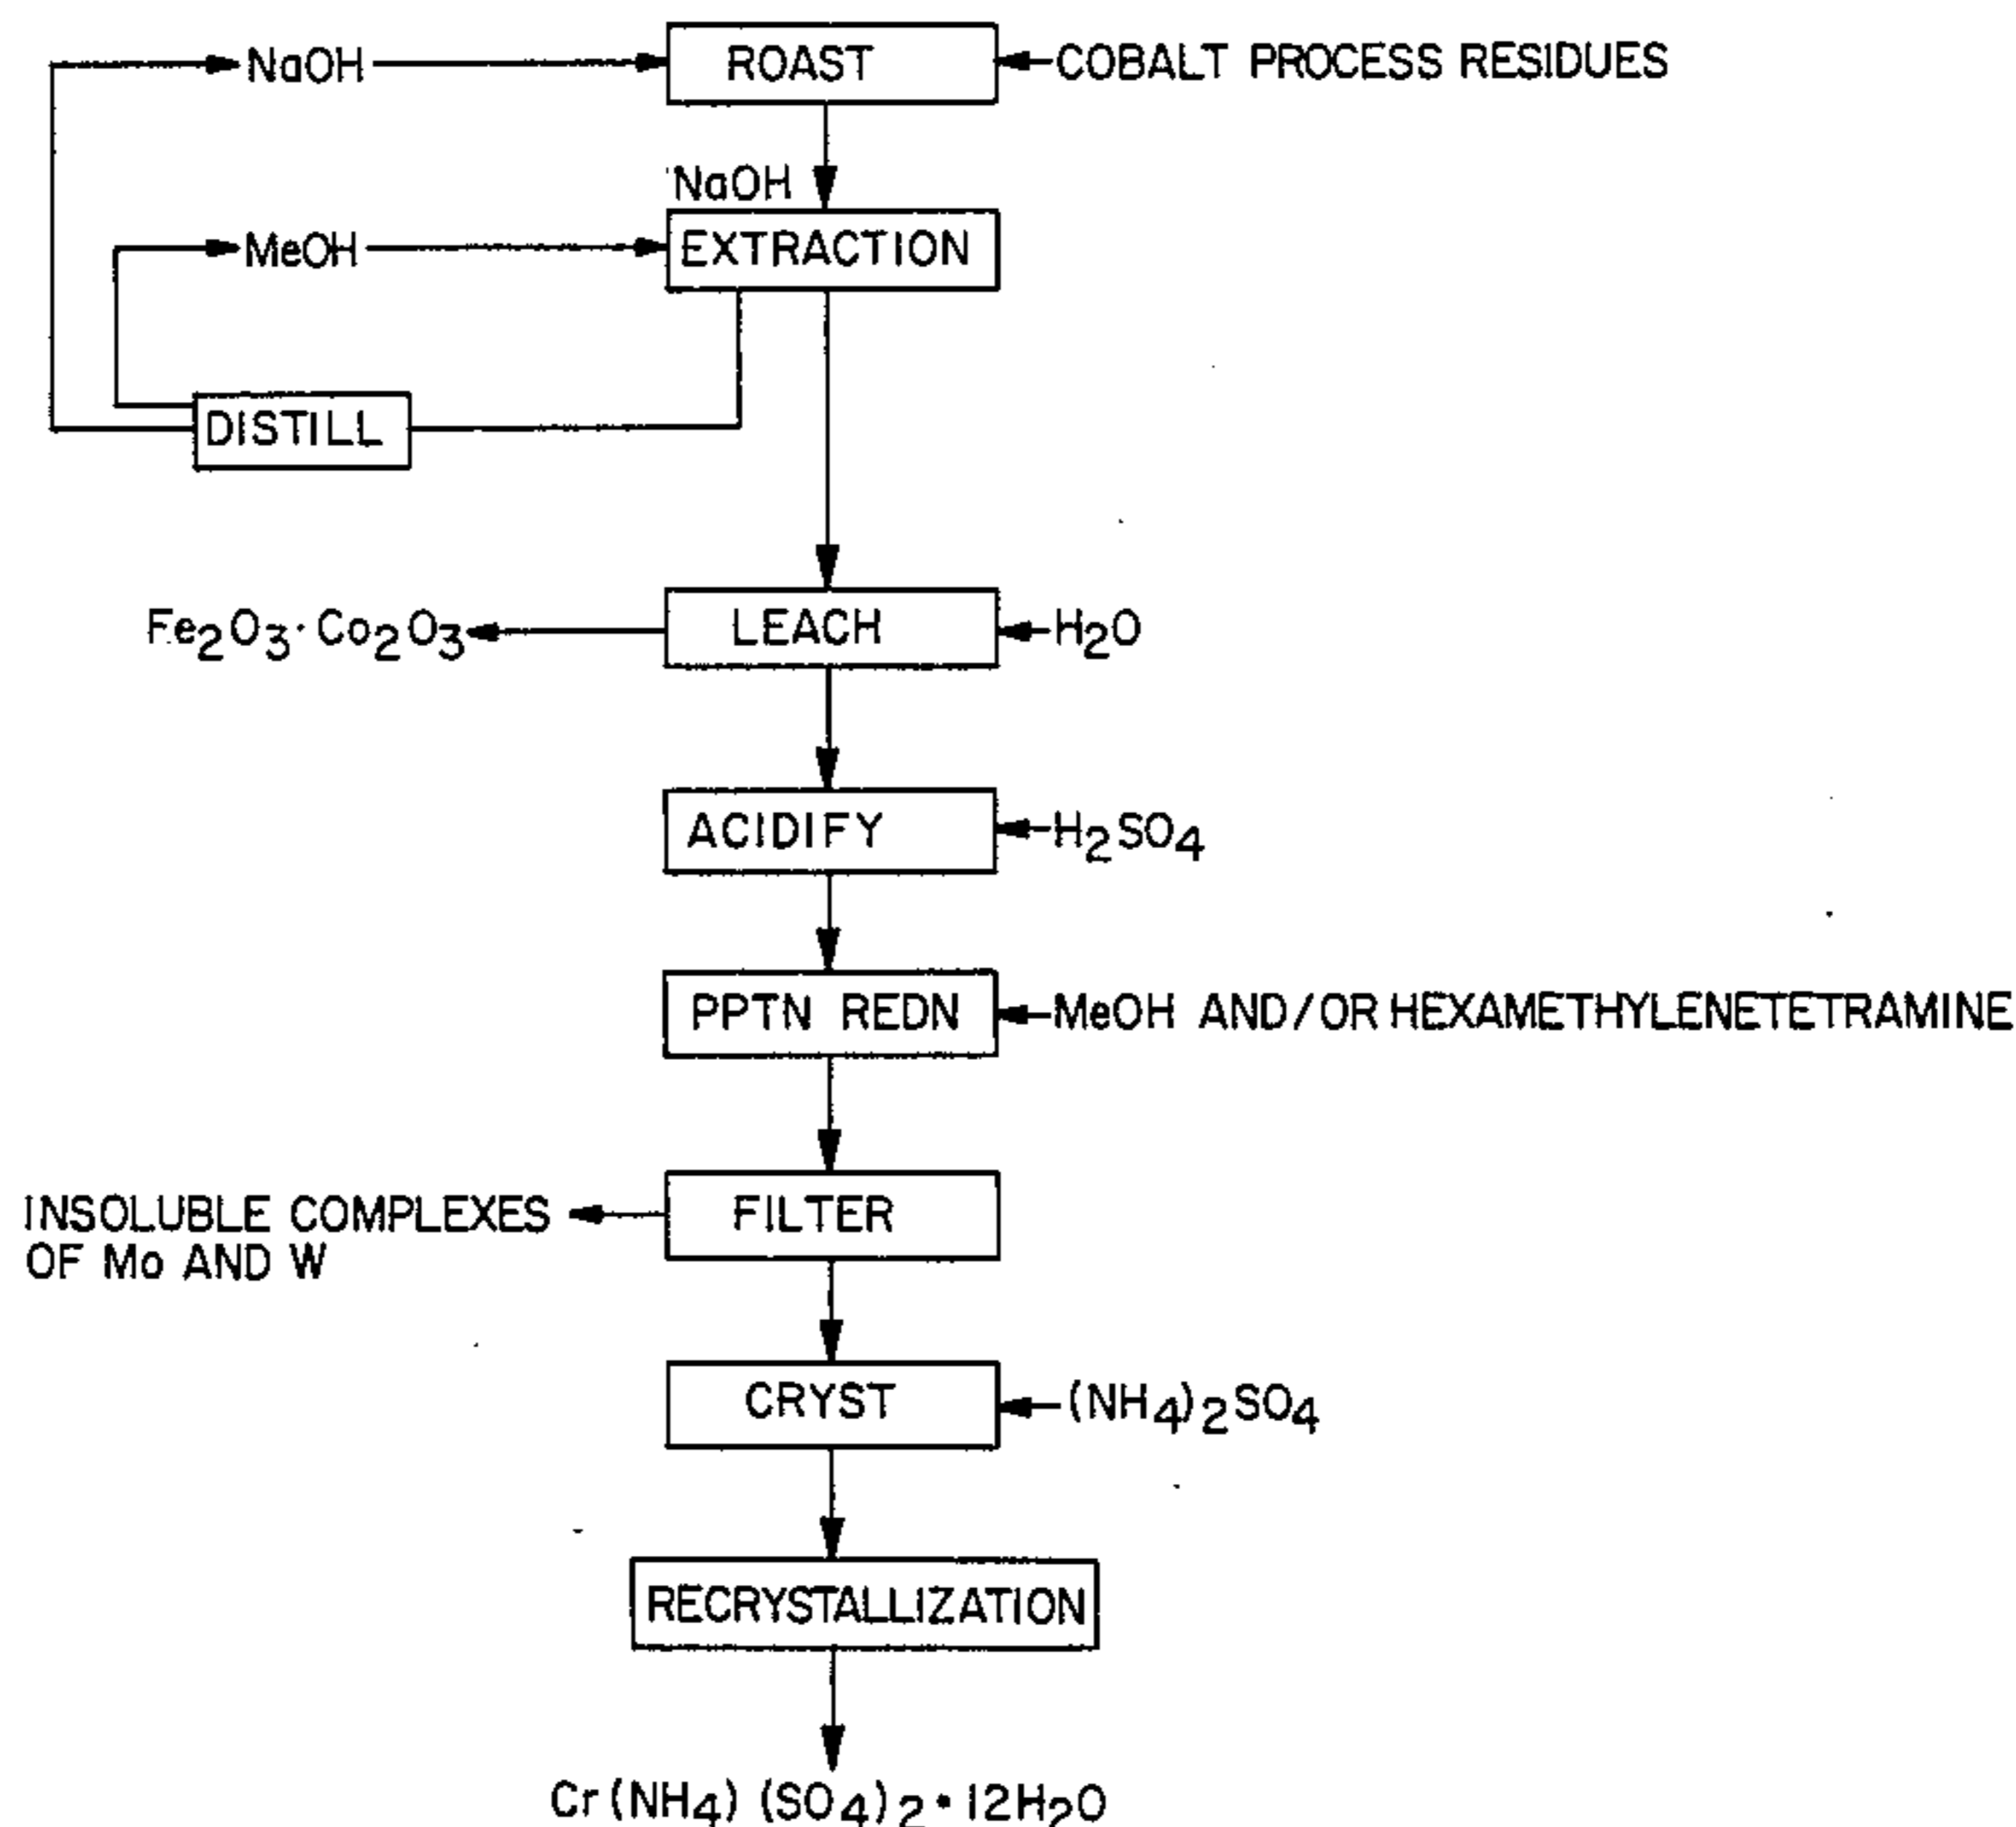 NaOH
ROAST
COBALT PROCESS RESIDUES
NaOH
MeOH
EXTRACTION
DISTILL
Fe₂O₃·Co₂O₃
LEACH
H₂O
ACIDIFY
H₂SO₄
PPTN REDN
MeOH AND/OR HEXAMETHYLENETETRAMINE
INSOLUBLE COMPLEXES
OF Mo AND W
FILTER
CRYST
(NH₄)₂SO₄
RECRYSTALLIZATION
Cr(NH₄)(SO₄)₂•12H₂O